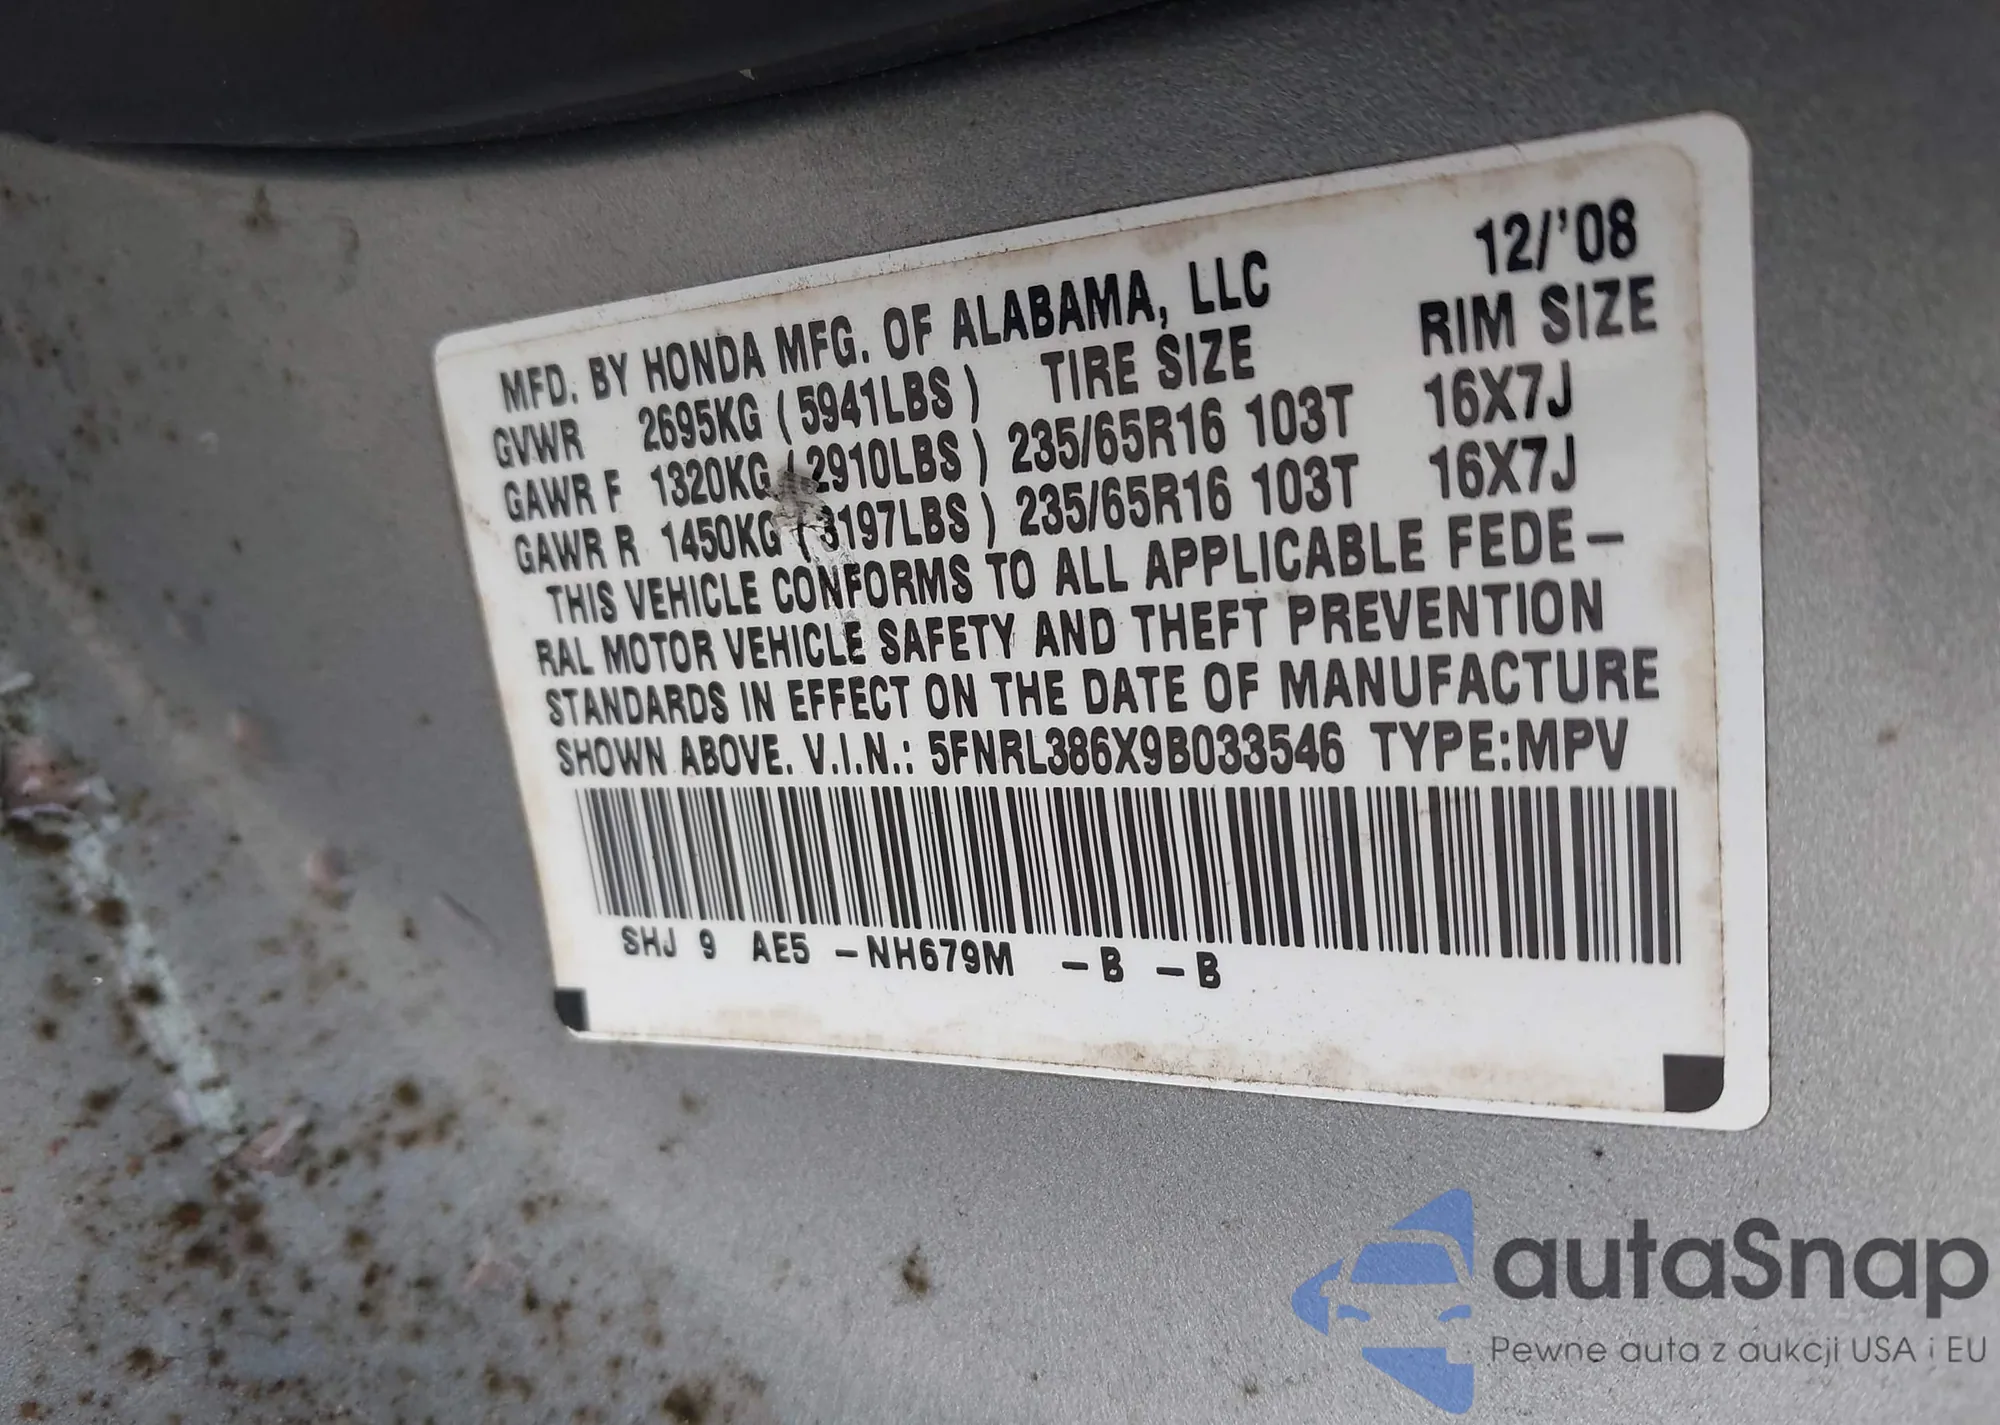 12/'08
MFD. BY HONDA MFG. OF ALABAMA, LLC
GVWR 2695KG (5941LBS) TIRE SIZE RIM SIZE
GAWR F 1320KG (2910LBS) 235/65R16 103T 16X7J
GAWR R 1450KG (3197LBS) 235/65R16 103T 16X7J
THIS VEHICLE CONFORMS TO ALL APPLICABLE FEDE-
RAL MOTOR VEHICLE SAFETY AND THEFT PREVENTION
STANDARDS IN EFFECT ON THE DATE OF MANUFACTURE
SHOWN ABOVE. V.I.N.: 5FNRL386X9B033546 TYPE:MPV
SHJ 9 AE5 -NH679M -B -B
autaSnap
Pewne auta z aukcji USA i EU